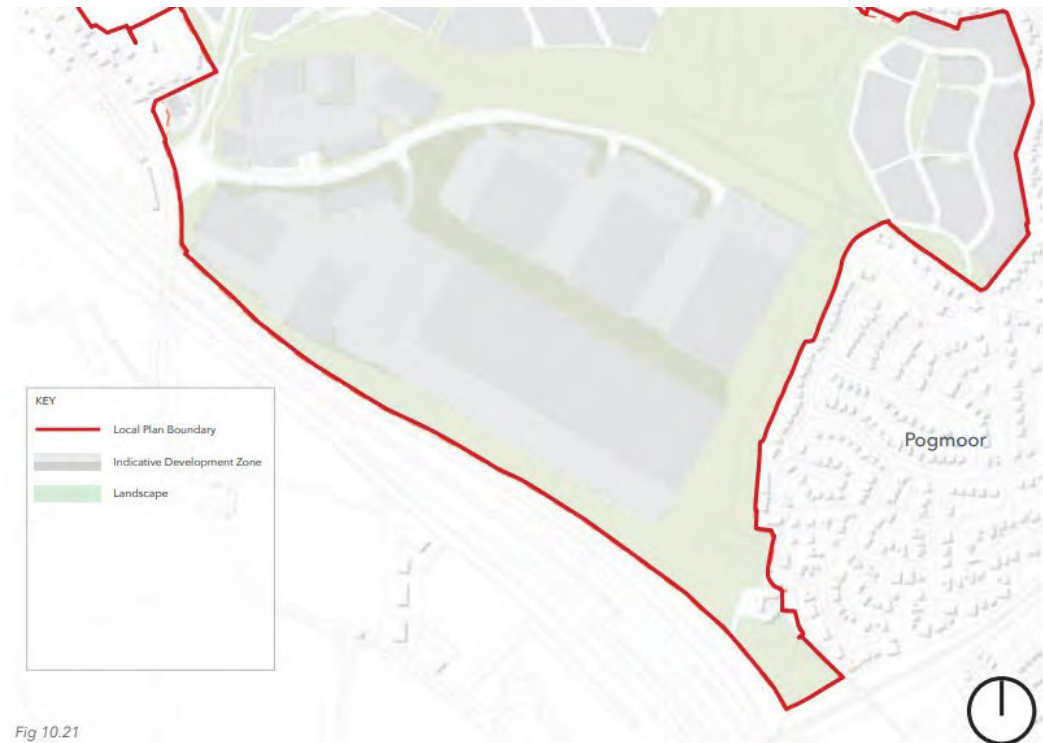 KEY
Local Plan Boundary
Indicative Development Zone
Landscape
Pogmoor
Fig 10.21